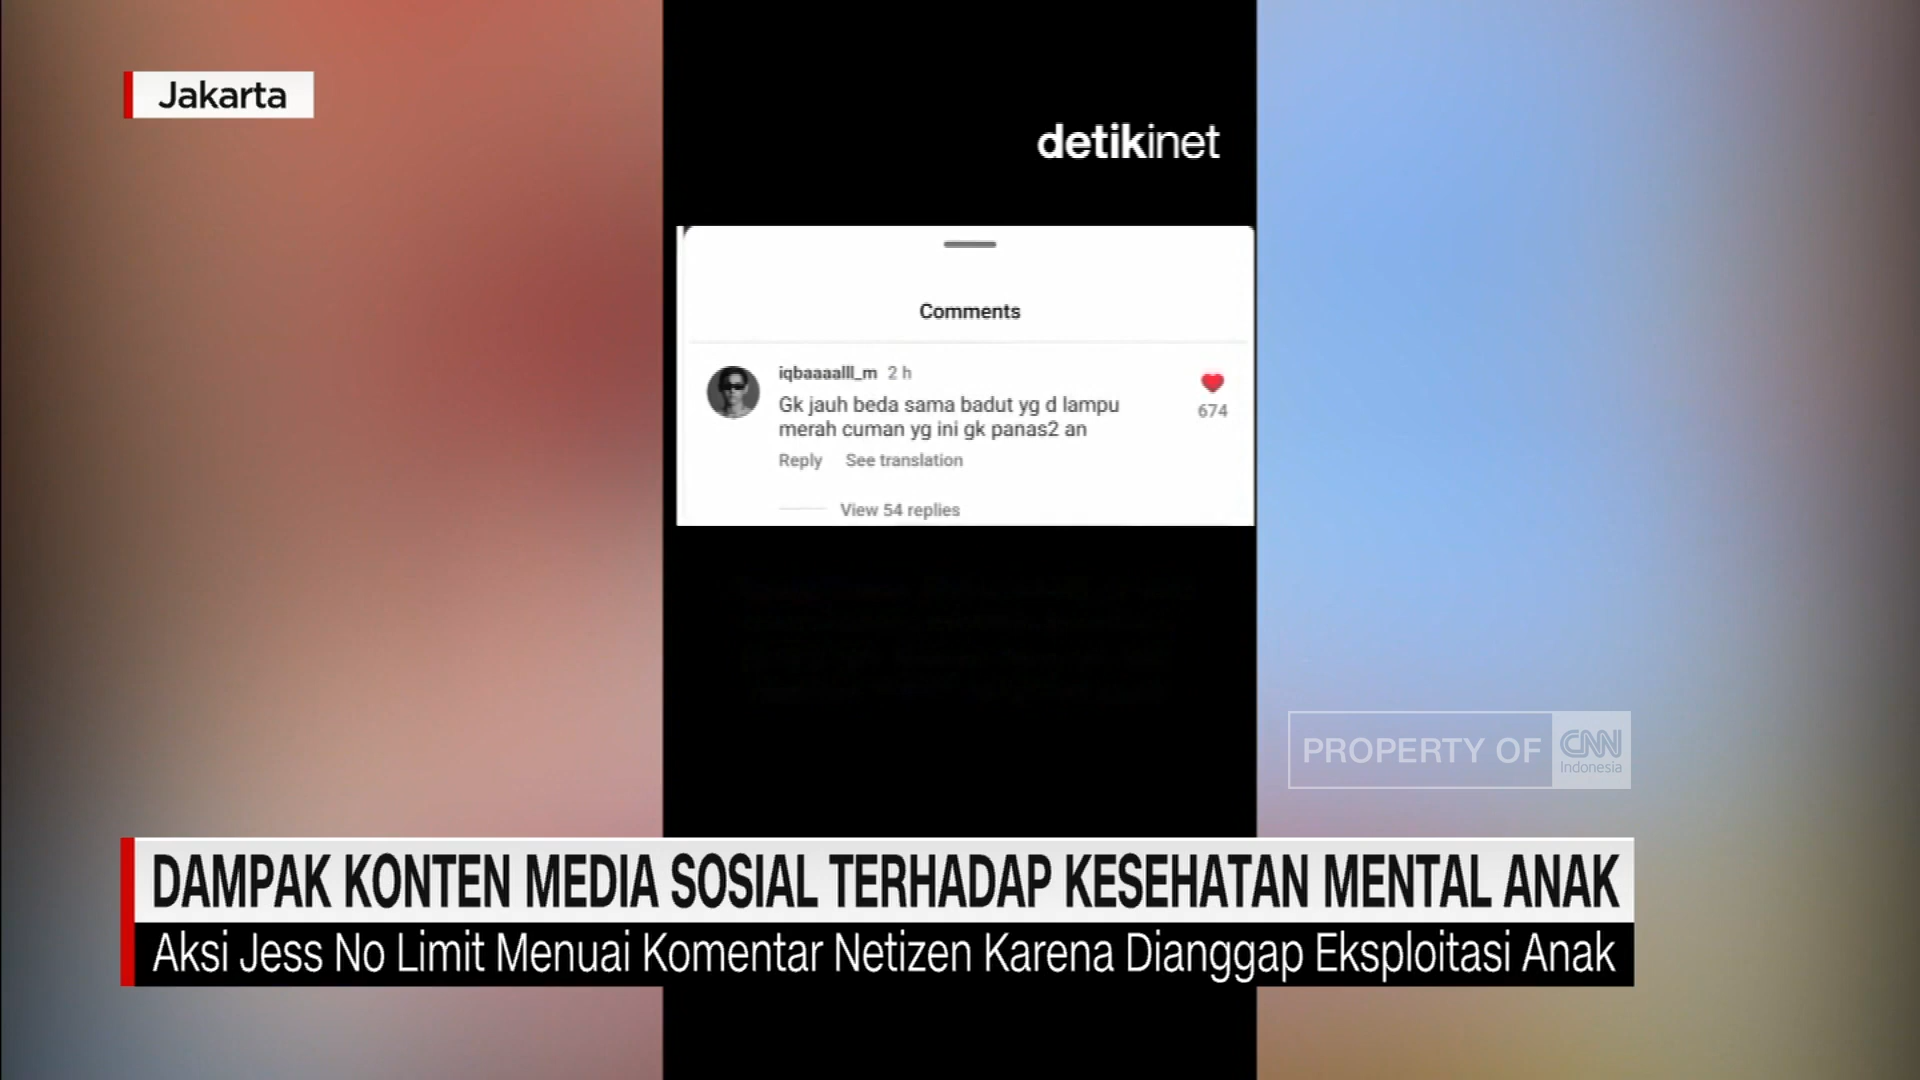 Jakarta
detikinet
Comments
iqbaaaalll_m 2 h
Gk jauh beda sama badut yg d lampu
merah cuman yg ini gk panas2 an
674
Reply See translation
View 54 replies
PROPERTY OF CNN Indonesia
DAMPAK KONTEN MEDIA SOSIAL TERHADAP KESEHATAN MENTAL ANAK
Aksi Jess No Limit Menuai Komentar Netizen Karena Dianggap Eksploitasi Anak